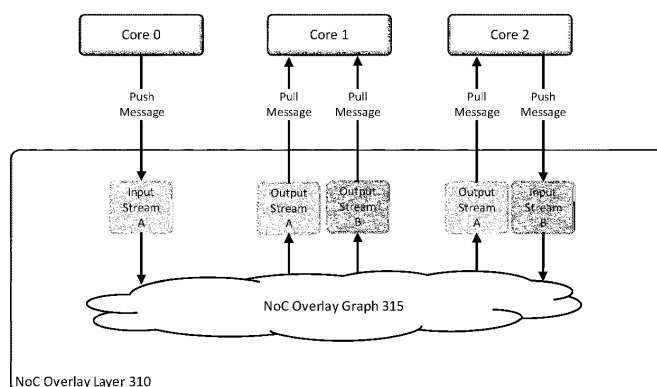 Core 0
Core 1
Core 2
Push
Message
Pull
Message
Pull
Message
Pull
Message
Push
Message
Input
Stream
A
Output
Stream
A
Output
Stream
B
Output
Stream
A
Input
Stream
B
NoC Overlay Graph 315
NoC Overlay Layer 310